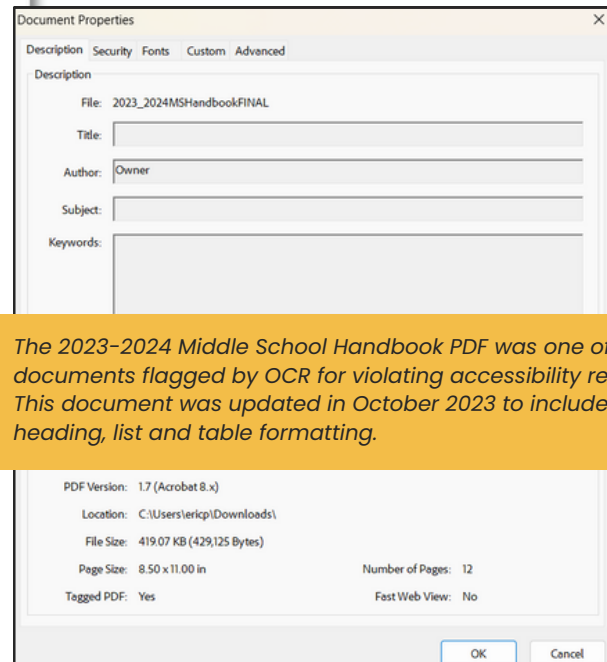 Document Properties
Description Security Fonts Custom Advanced
Description
File: 2023_2024MSHandbookFINAL
Title:
Author: Owner
Subject:
Keywords:
The 2023-2024 Middle School Handbook PDF was one of
documents flagged by OCR for violating accessibility re
This document was updated in October 2023 to include
heading, list and table formatting.
PDF Version: 1.7 (Acrobat 8.x)
Location: C:\Users\ericp\Downloads\
File Size: 419.07 KB (429,125 Bytes)
Page Size: 8.50 x 11.00 in Number of Pages: 12
Tagged PDF: Yes Fast Web View: No
OK Cancel